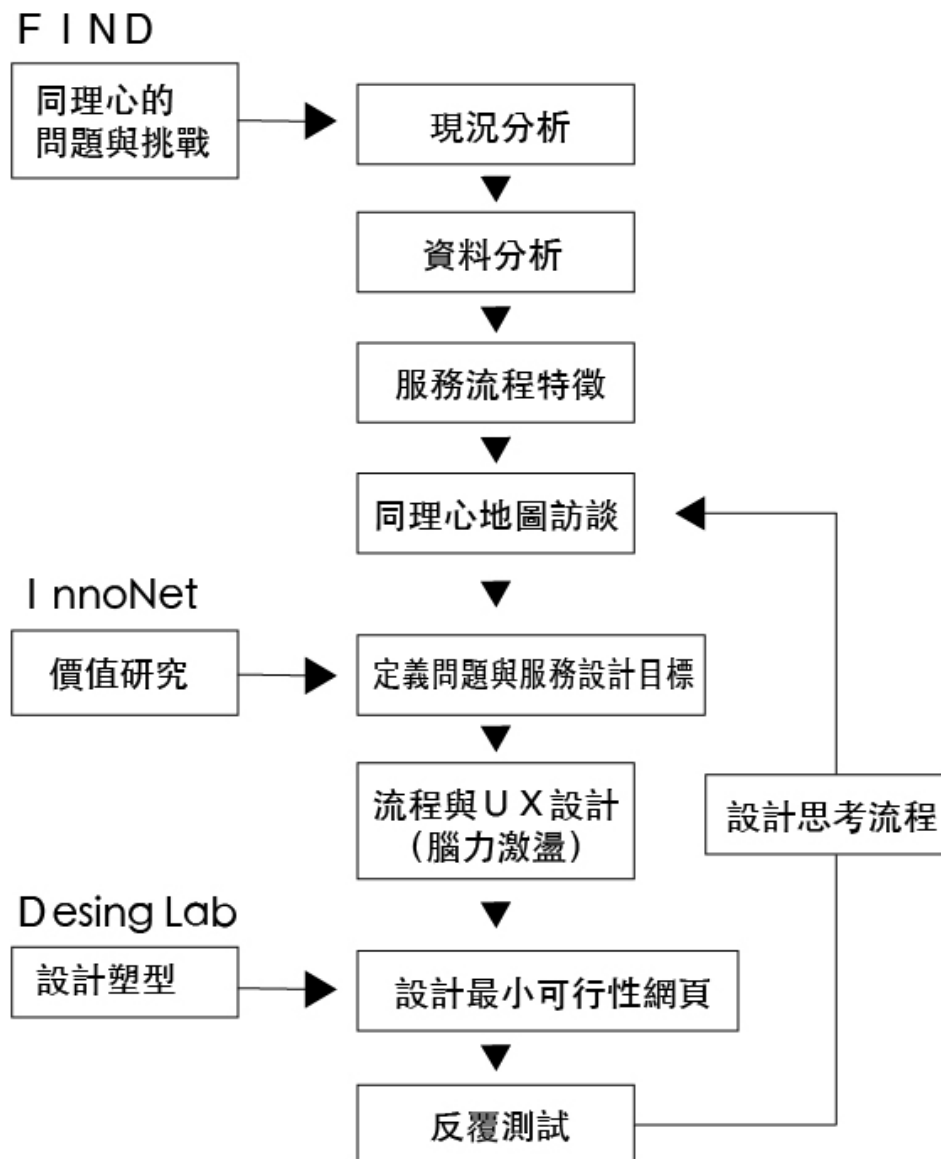 FIND
同理心的
問題與挑戰
現況分析
資料分析
服務流程特徵
同理心地圖訪談
InnoNet
價值研究
定義問題與服務設計目標
流程與UX設計
（腦力激盪）
設計思考流程
Desing Lab
設計塑型
設計最小可行性網頁
反覆測試